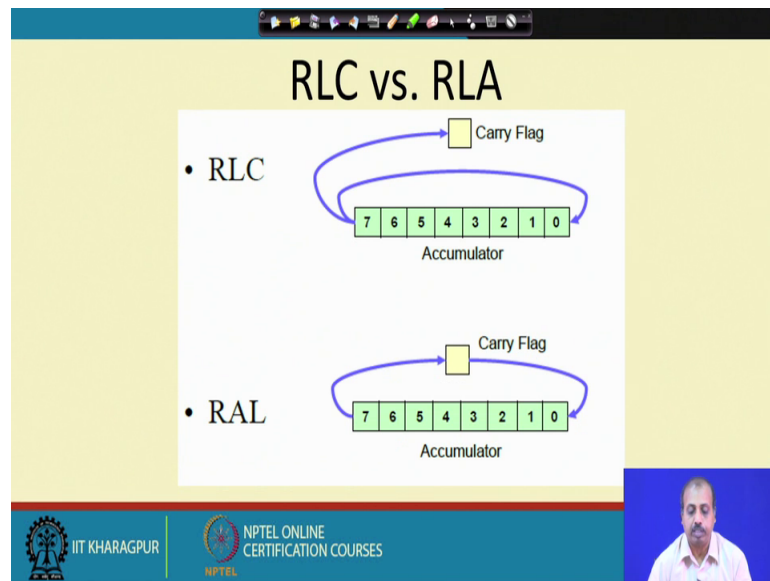 RLC vs. RLA
Carry Flag
• RLC
7 6 5 4 3 2 1 0
Accumulator
Carry Flag
• RAL
7 6 5 4 3 2 1 0
Accumulator
IIT KHARAGPUR
NPTEL
NPTEL ONLINE
CERTIFICATION COURSES